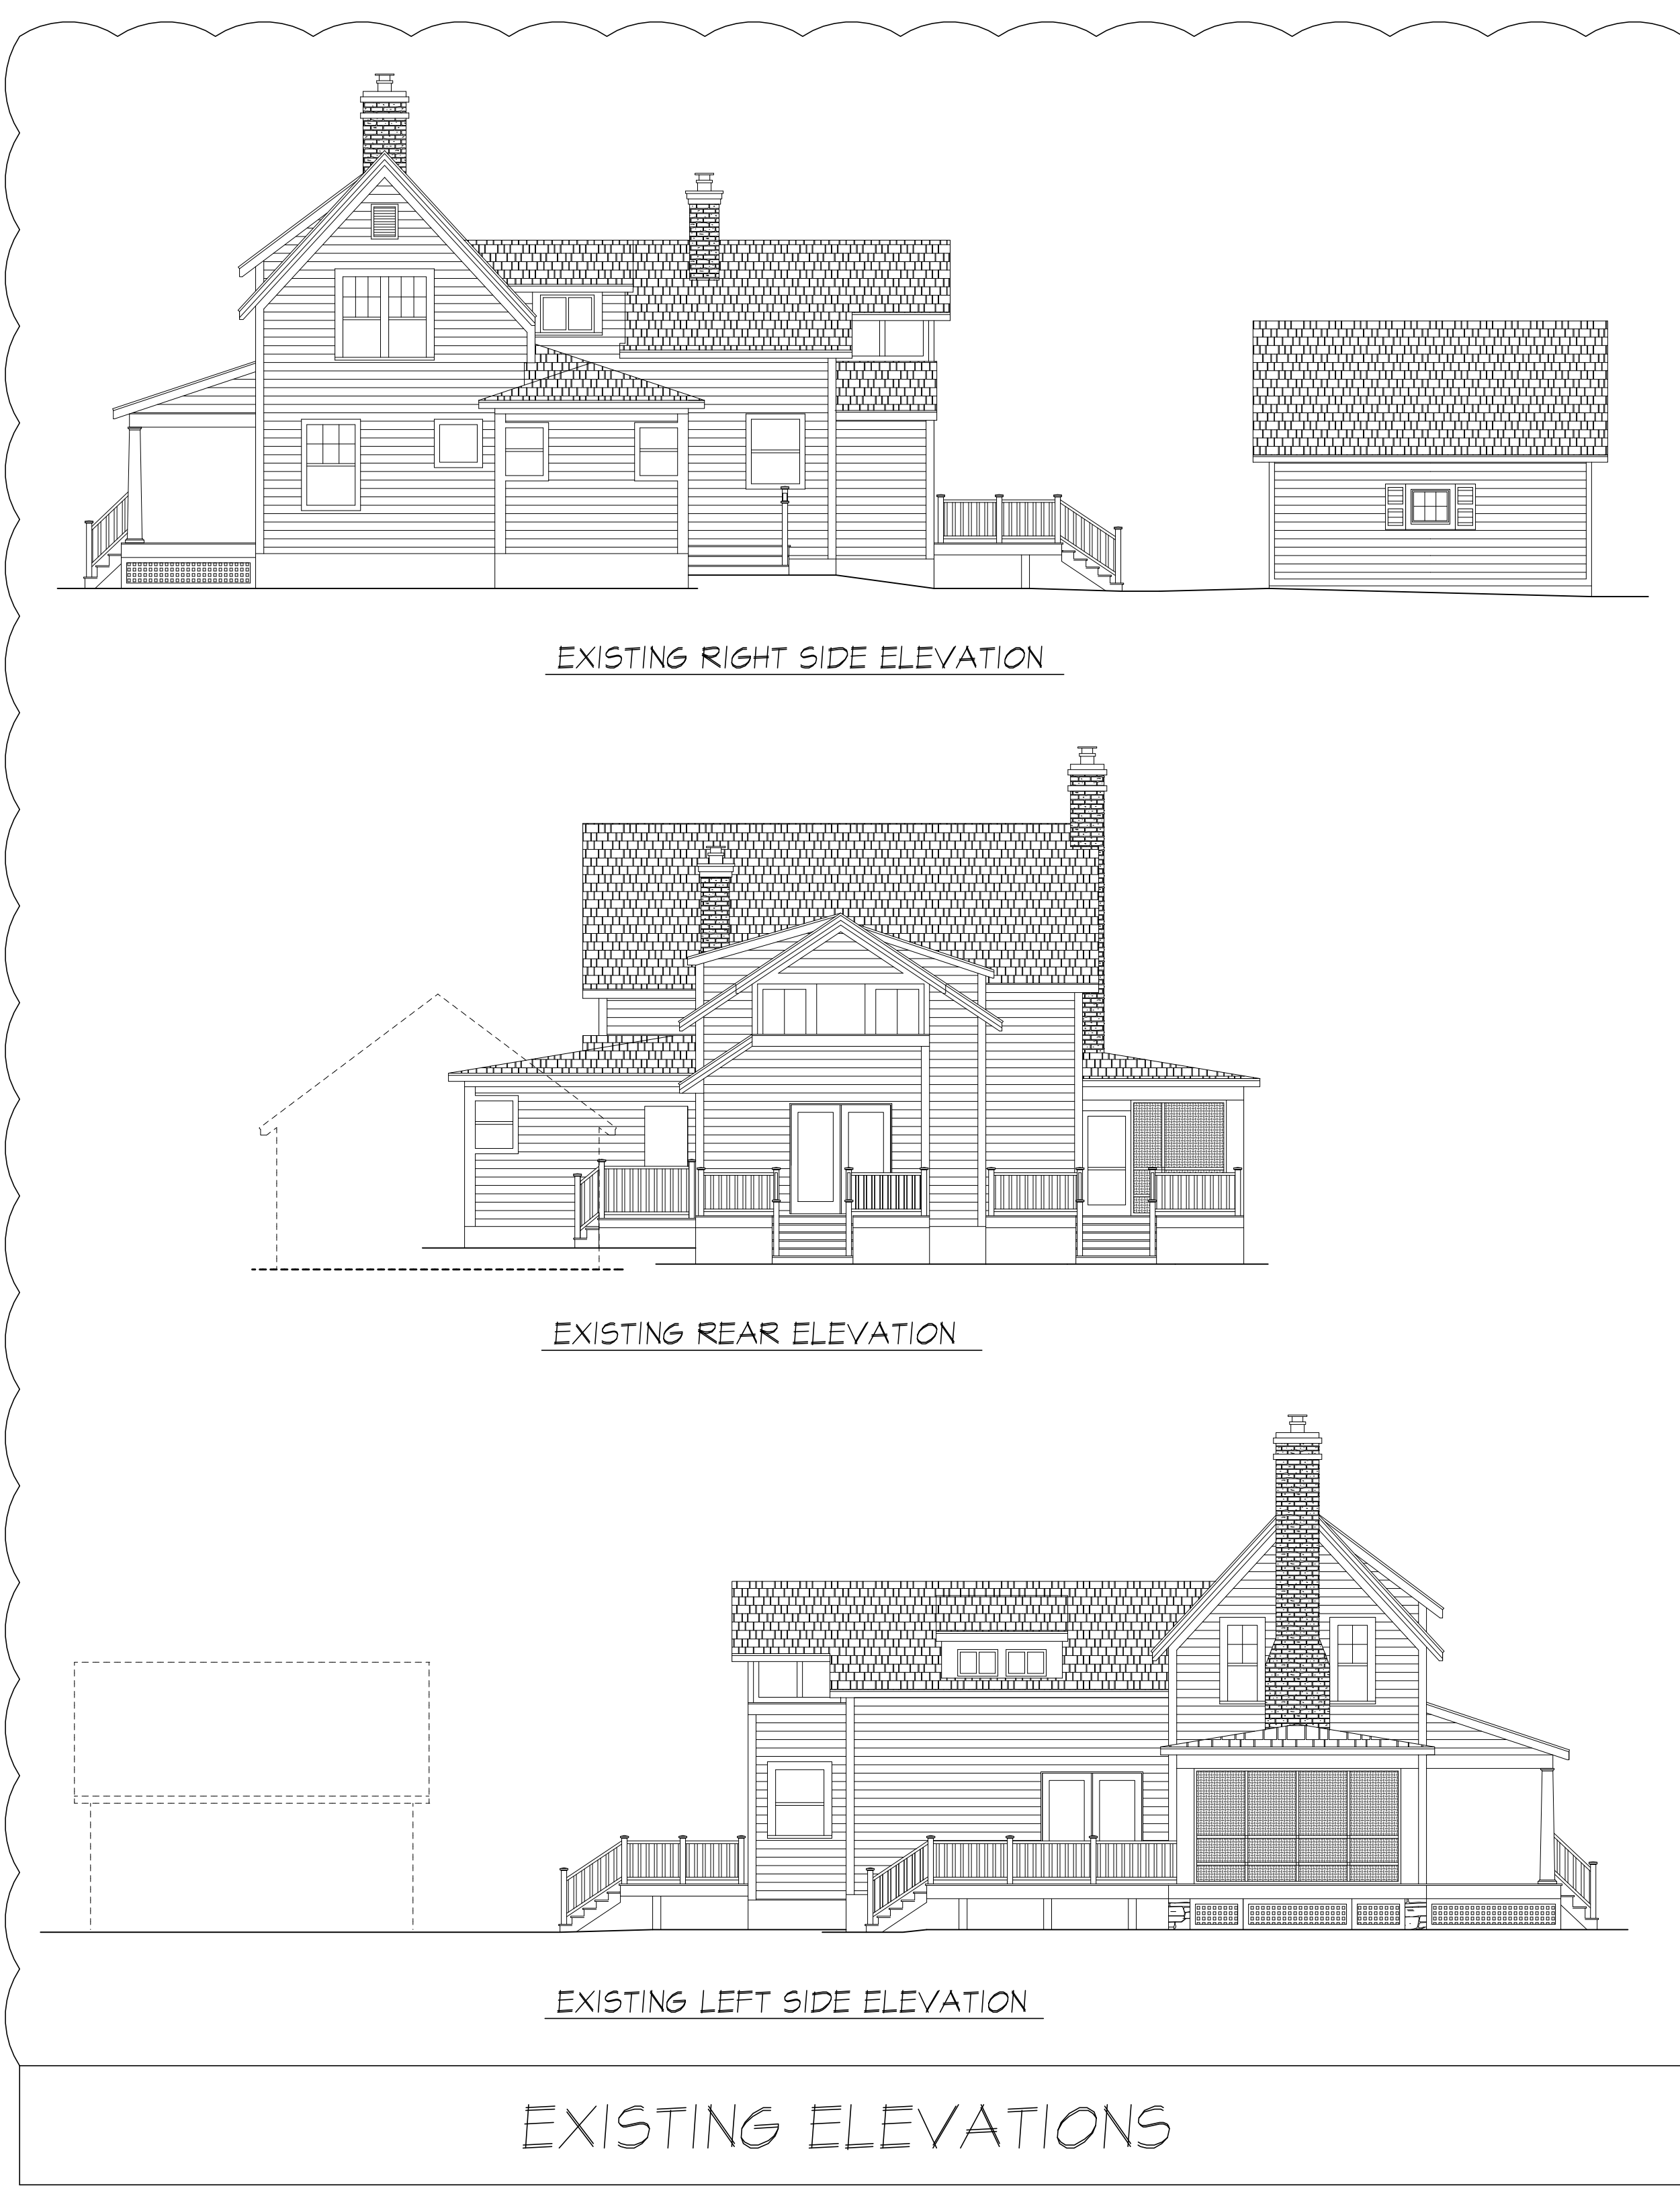 EXISTING RIGHT SIDE ELEVATION
EXISTING REAR ELEVATION
EXISTING LEFT SIDE ELEVATION
EXISTING ELEVATIONS